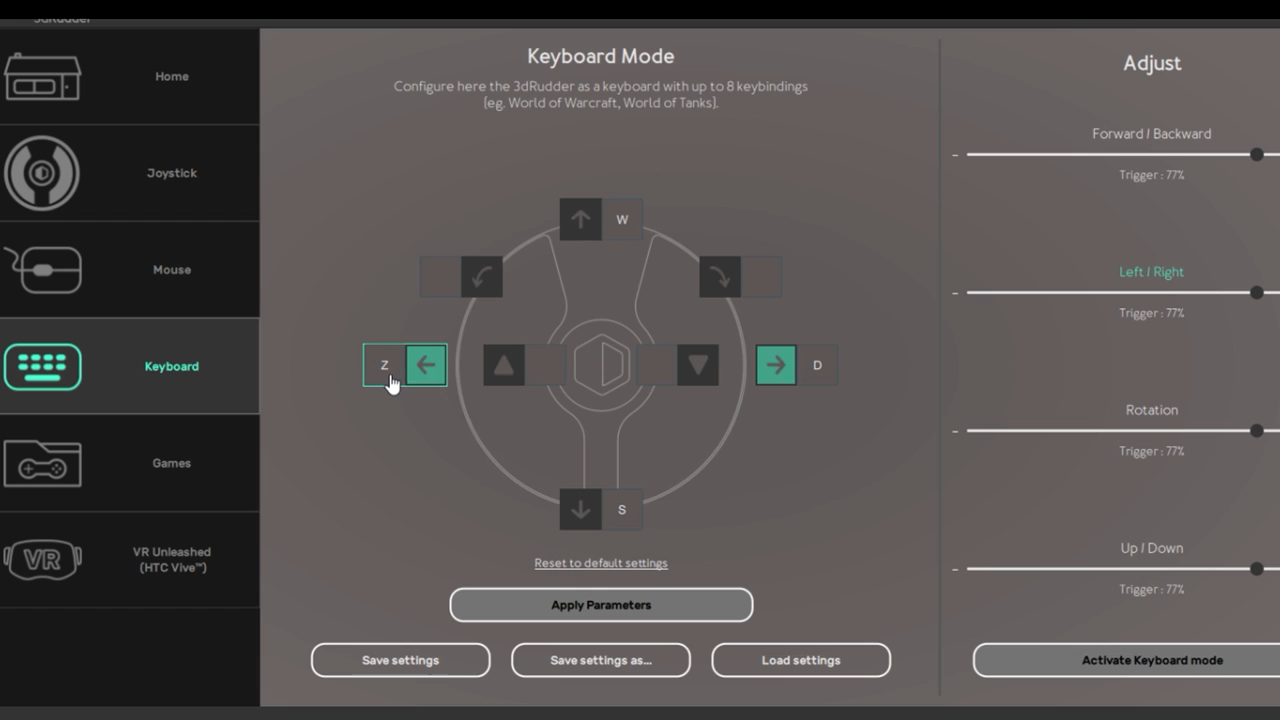 3dRudder
Home
Joystick
Mouse
Keyboard
Games
VR
VR Unleashed
(HTC Vive™)
Keyboard Mode
Configure here the 3dRudder as a keyboard with up to 8 keybindings
(eg. World of Warcraft, World of Tanks).
W
Z
D
S
Reset to default settings
Apply Parameters
Save settings
Save settings as...
Load settings
Adjust
Forward / Backward
-
Trigger : 77%
Left / Right
-
Trigger : 77%
Rotation
-
Trigger : 77%
Up / Down
-
Trigger : 77%
Activate Keyboard mode